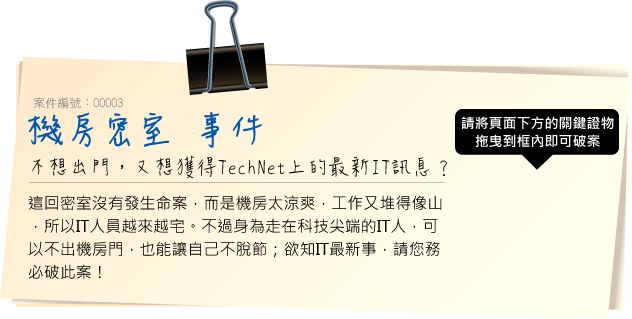 案件編號：00003
機房密室 事件
不想出門，又想獲得TechNet上的最新IT訊息？
請將頁面下方的關鍵證物
拖曳到框內即可破案
這回密室沒有發生命案，而是機房太涼爽，工作又堆得像山
，所以IT人員越來越宅。不過身為走在科技尖端的IT人，可
以不出機房門，也能讓自己不脫節；欲知IT最新事，請您務
必破此案！